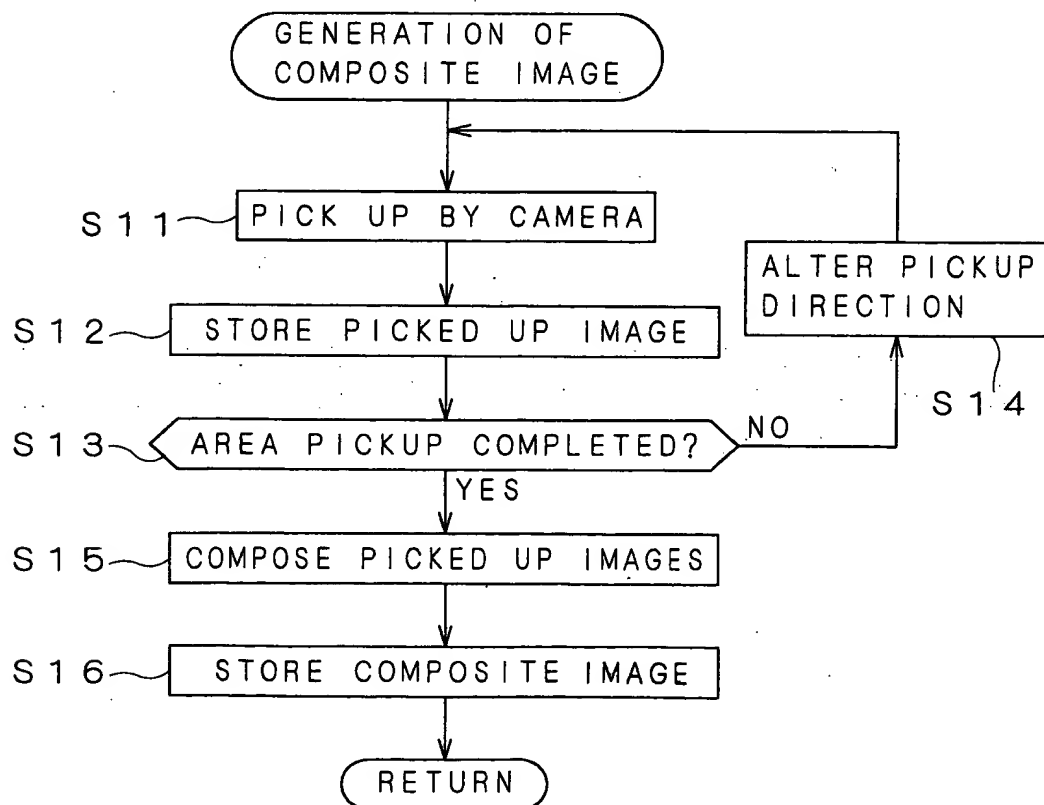 GENERATION OF
COMPOSITE IMAGE
S11
PICK UP BY CAMERA
ALTER PICKUP
DIRECTION
S12
STORE PICKED UP IMAGE
S14
S13
AREA PICKUP COMPLETED?
NO
YES
S15
COMPOSE PICKED UP IMAGES
S16
STORE COMPOSITE IMAGE
RETURN